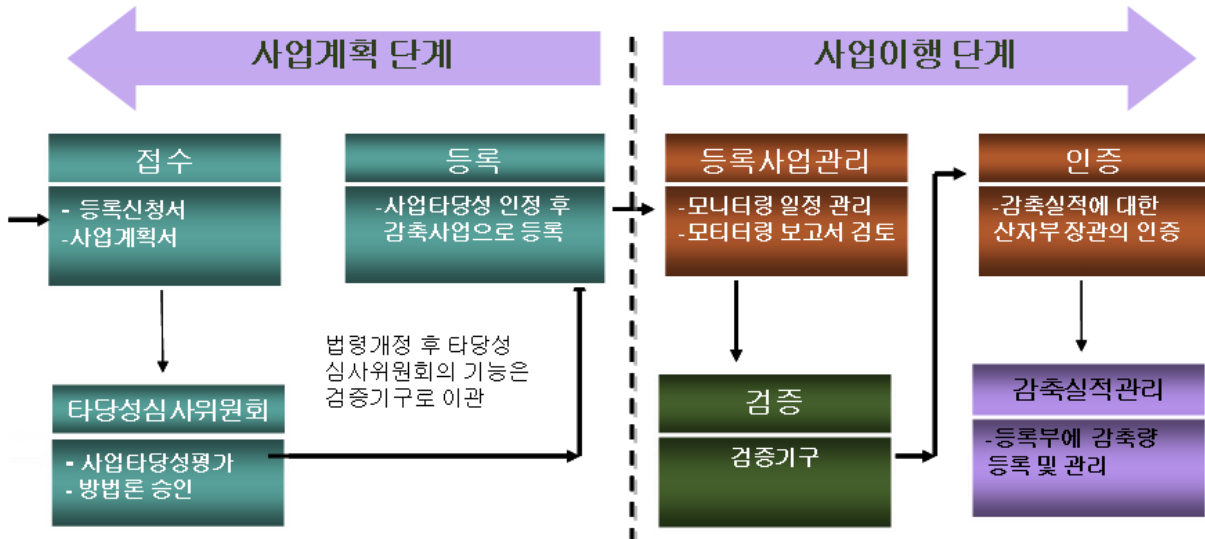 사업계획 단계
사업이행 단계
접수
- 등록신청서
-사업계획서
등록
-사업타당성 인정 후
감축사업으로 등록
등록사업관리
-모니터링 일정 관리
-모티터링 보고서 검토
인증
-감축실적에 대한
산자부 장관의 인증
법령개정 후 타당성
심사위원회의 기능은
검증기구로 이관
타당성심사위원회
- 사업타당성평가
- 방법론 승인
검증
검증기구
감축실적관리
-등록부에 감축량
등록 및 관리